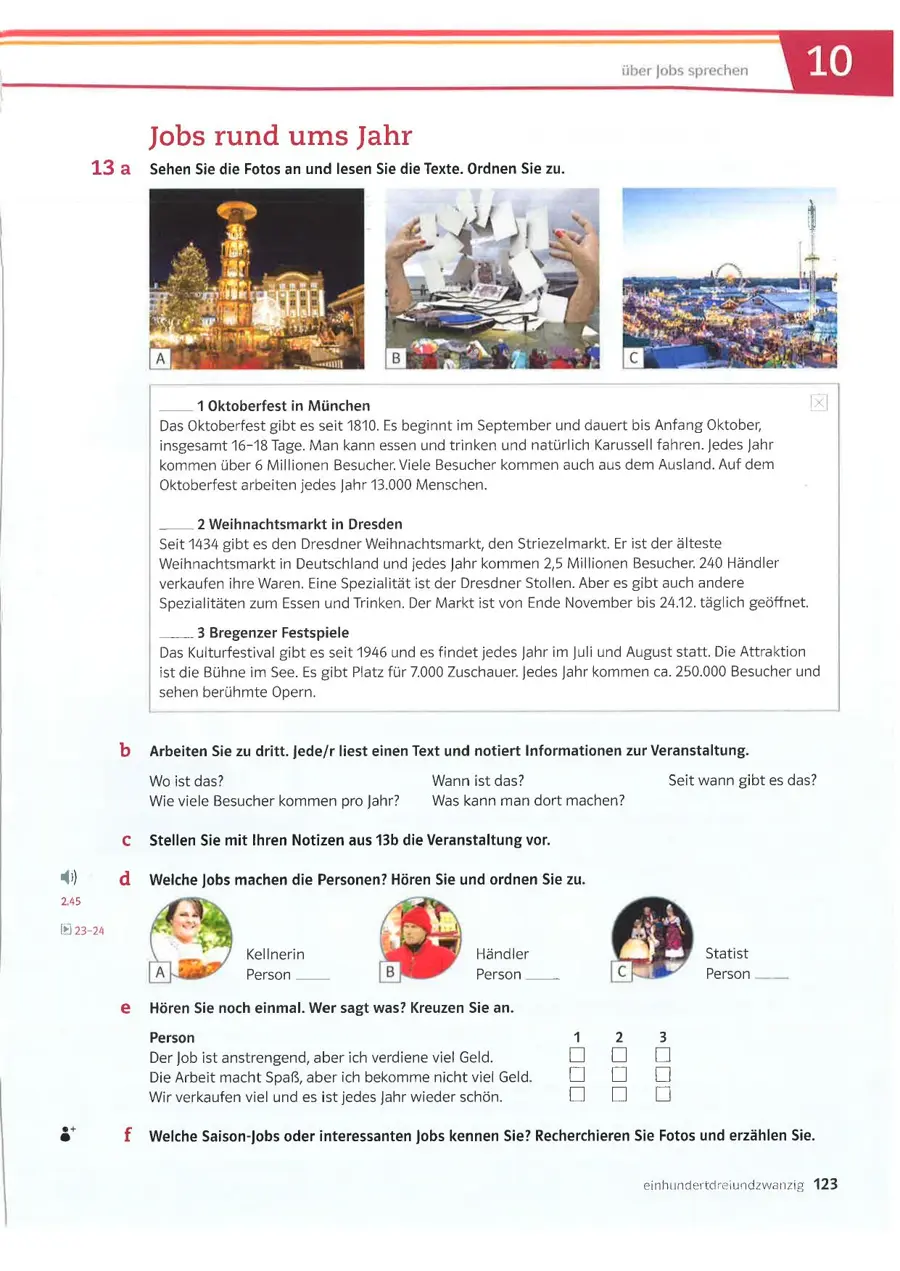 über Jobs sprechen
10
Jobs rund ums Jahr
13 a Sehen Sie die Fotos an und lesen Sie die Texte. Ordnen Sie zu.
A
B
C
____ 1 Oktoberfest in München
Das Oktoberfest gibt es seit 1810. Es beginnt im September und dauert bis Anfang Oktober,
insgesamt 16–18 Tage. Man kann essen und trinken und natürlich Karussell fahren. Jedes Jahr
kommen über 6 Millionen Besucher. Viele Besucher kommen auch aus dem Ausland. Auf dem
Oktoberfest arbeiten jedes Jahr 13.000 Menschen.
____ 2 Weihnachtsmarkt in Dresden
Seit 1434 gibt es den Dresdner Weihnachtsmarkt, den Striezelmarkt. Er ist der älteste
Weihnachtsmarkt in Deutschland und jedes Jahr kommen 2,5 Millionen Besucher. 240 Händler
verkaufen ihre Waren. Eine Spezialität ist der Dresdner Stollen. Aber es gibt auch andere
Spezialitäten zum Essen und Trinken. Der Markt ist von Ende November bis 24.12. täglich geöffnet.
____ 3 Bregenzer Festspiele
Das Kulturfestival gibt es seit 1946 und es findet jedes Jahr im Juli und August statt. Die Attraktion
ist die Bühne im See. Es gibt Platz für 7.000 Zuschauer. Jedes Jahr kommen ca. 250.000 Besucher und
sehen berühmte Opern.
b Arbeiten Sie zu dritt. Jede/r liest einen Text und notiert Informationen zur Veranstaltung.
Wo ist das? Wann ist das? Seit wann gibt es das?
Wie viele Besucher kommen pro Jahr? Was kann man dort machen?
c Stellen Sie mit Ihren Notizen aus 13b die Veranstaltung vor.
d Welche Jobs machen die Personen? Hören Sie und ordnen Sie zu.
2.45
23–24
A
Kellnerin
Person ____
B
Händler
Person ____
C
Statist
Person ____
e Hören Sie noch einmal. Wer sagt was? Kreuzen Sie an.
Person 1 2 3
Der Job ist anstrengend, aber ich verdiene viel Geld.
Die Arbeit macht Spaß, aber ich bekomme nicht viel Geld.
Wir verkaufen viel und es ist jedes Jahr wieder schön.
f Welche Saison-Jobs oder interessanten Jobs kennen Sie? Recherchieren Sie Fotos und erzählen Sie.
einhundertdreiundzwanzig 123